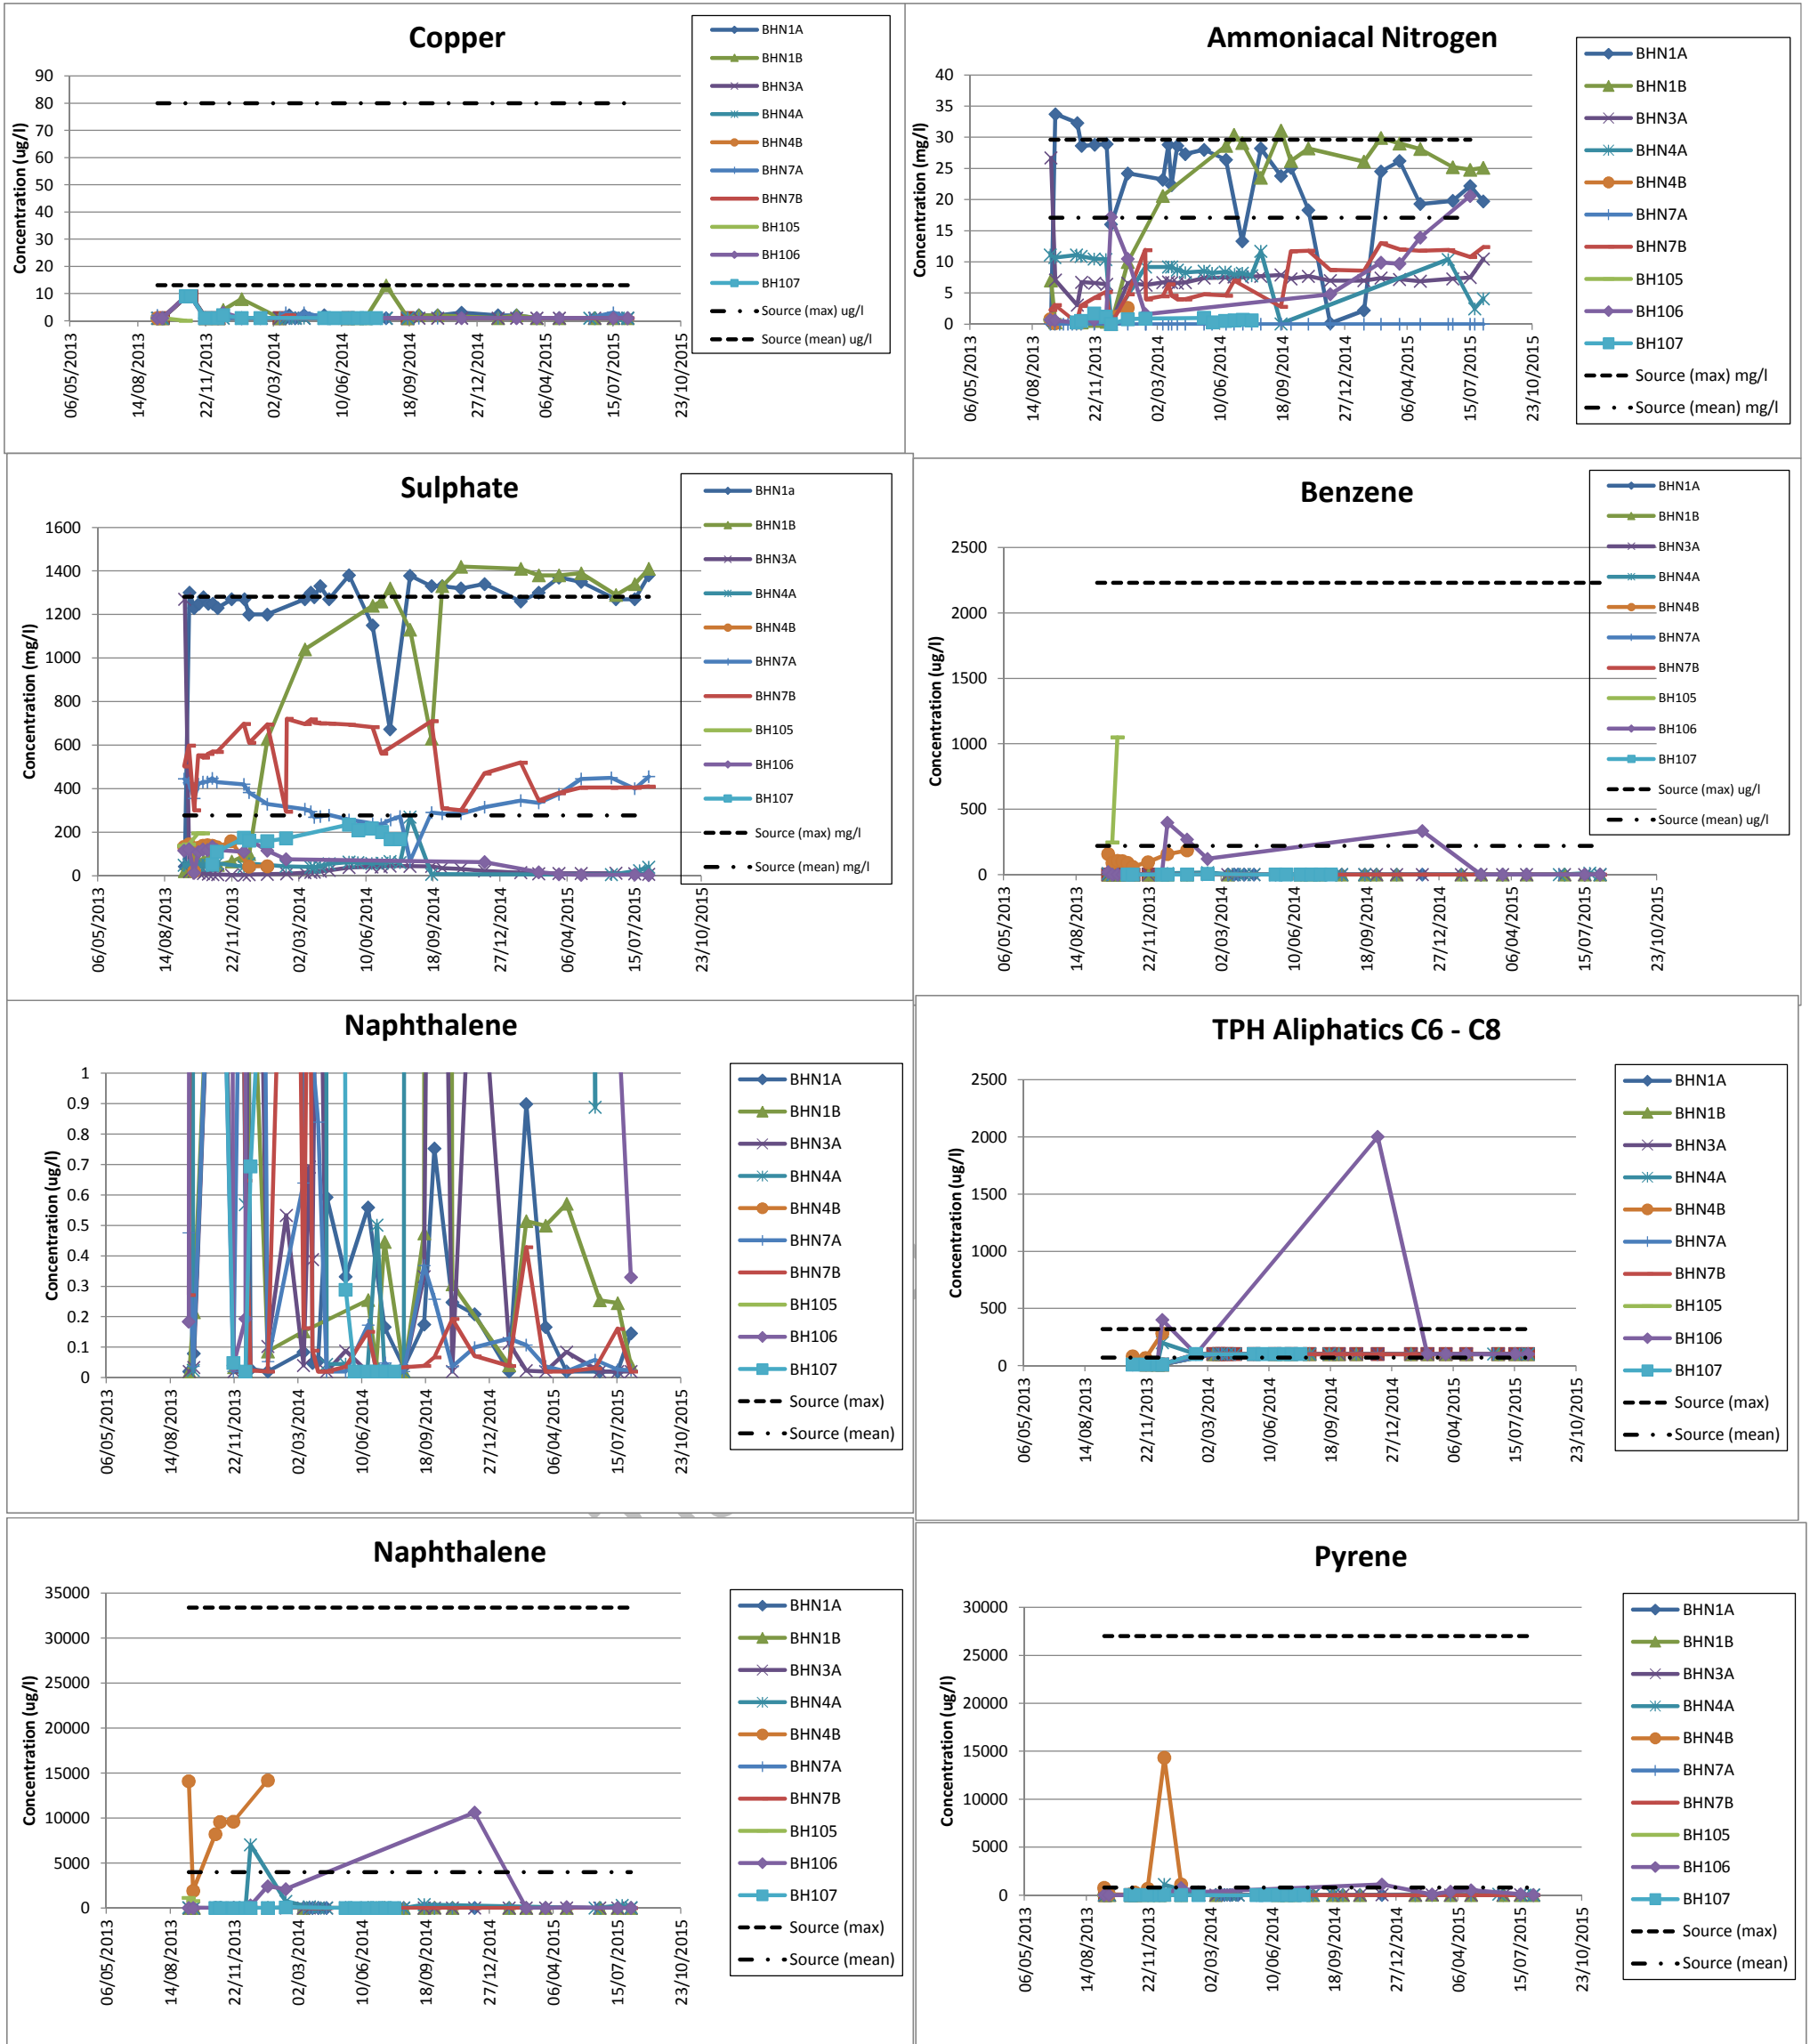 Copper
Concentration (ug/l)
90
80
70
60
50
40
30
20
10
0
06/05/2013
14/08/2013
22/11/2013
02/03/2014
10/06/2014
18/09/2014
27/12/2014
06/04/2015
15/07/2015
23/10/2015
BHN1A
BHN1B
BHN3A
BHN4A
BHN4B
BHN7A
BHN7B
BH105
BH106
BH107
Source (max) ug/l
Source (mean) ug/l
Ammoniacal Nitrogen
Concentration (mg/l)
40
35
30
25
20
15
10
5
0
06/05/2013
14/08/2013
22/11/2013
02/03/2014
10/06/2014
18/09/2014
27/12/2014
06/04/2015
15/07/2015
23/10/2015
BHN1A
BHN1B
BHN3A
BHN4A
BHN4B
BHN7A
BHN7B
BH105
BH106
BH107
Source (max) mg/l
Source (mean) mg/l
Sulphate
Concentration (mg/l)
1600
1400
1200
1000
800
600
400
200
0
06/05/2013
14/08/2013
22/11/2013
02/03/2014
10/06/2014
18/09/2014
27/12/2014
06/04/2015
15/07/2015
23/10/2015
BHN1a
BHN1B
BHN3A
BHN4A
BHN4B
BHN7A
BHN7B
BH105
BH106
BH107
Source (max) mg/l
Source (mean) mg/l
Benzene
Concentration (ug/l)
2500
2000
1500
1000
500
0
06/05/2013
14/08/2013
22/11/2013
02/03/2014
10/06/2014
18/09/2014
27/12/2014
06/04/2015
15/07/2015
23/10/2015
BHN1A
BHN1B
BHN3A
BHN4A
BHN4B
BHN7A
BHN7B
BH105
BH106
BH107
Source (max) ug/l
Source (mean) ug/l
Naphthalene
Concentration (ug/l)
1
0.9
0.8
0.7
0.6
0.5
0.4
0.3
0.2
0.1
0
06/05/2013
14/08/2013
22/11/2013
02/03/2014
10/06/2014
18/09/2014
27/12/2014
06/04/2015
15/07/2015
23/10/2015
BHN1A
BHN1B
BHN3A
BHN4A
BHN4B
BHN7A
BHN7B
BH105
BH106
BH107
Source (max)
Source (mean)
TPH Aliphatics C6 - C8
Concentration (ug/l)
2500
2000
1500
1000
500
0
06/05/2013
14/08/2013
22/11/2013
02/03/2014
10/06/2014
18/09/2014
27/12/2014
06/04/2015
15/07/2015
23/10/2015
BHN1A
BHN1B
BHN3A
BHN4A
BHN4B
BHN7A
BHN7B
BH105
BH106
BH107
Source (max)
Source (mean)
Naphthalene
Concentration (ug/l)
35000
30000
25000
20000
15000
10000
5000
0
06/05/2013
14/08/2013
22/11/2013
02/03/2014
10/06/2014
18/09/2014
27/12/2014
06/04/2015
15/07/2015
23/10/2015
BHN1A
BHN1B
BHN3A
BHN4A
BHN4B
BHN7A
BHN7B
BH105
BH106
BH107
Source (max)
Source (mean)
Pyrene
Concentration (ug/l)
30000
25000
20000
15000
10000
5000
0
06/05/2013
14/08/2013
22/11/2013
02/03/2014
10/06/2014
18/09/2014
27/12/2014
06/04/2015
15/07/2015
23/10/2015
BHN1A
BHN1B
BHN3A
BHN4A
BHN4B
BHN7A
BHN7B
BH105
BH106
BH107
Source (max)
Source (mean)